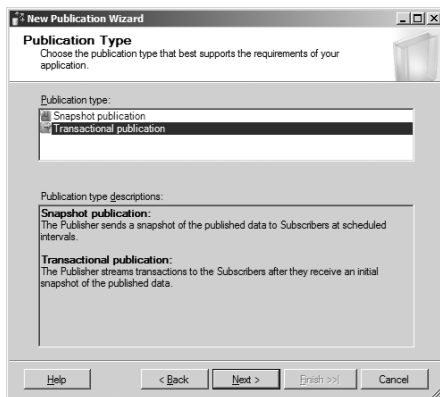 New Publication Wizard
Publication Type
Choose the publication type that best supports the requirements of your
application.
Publication type:
Snapshot publication
Transactional publication
Publication type descriptions:
Snapshot publication:
The Publisher sends a snapshot of the published data to Subscribers at scheduled
intervals.
Transactional publication:
The Publisher streams transactions to the Subscribers after they receive an initial
snapshot of the published data.
Help
< Back
Next >
Finish >>|
Cancel